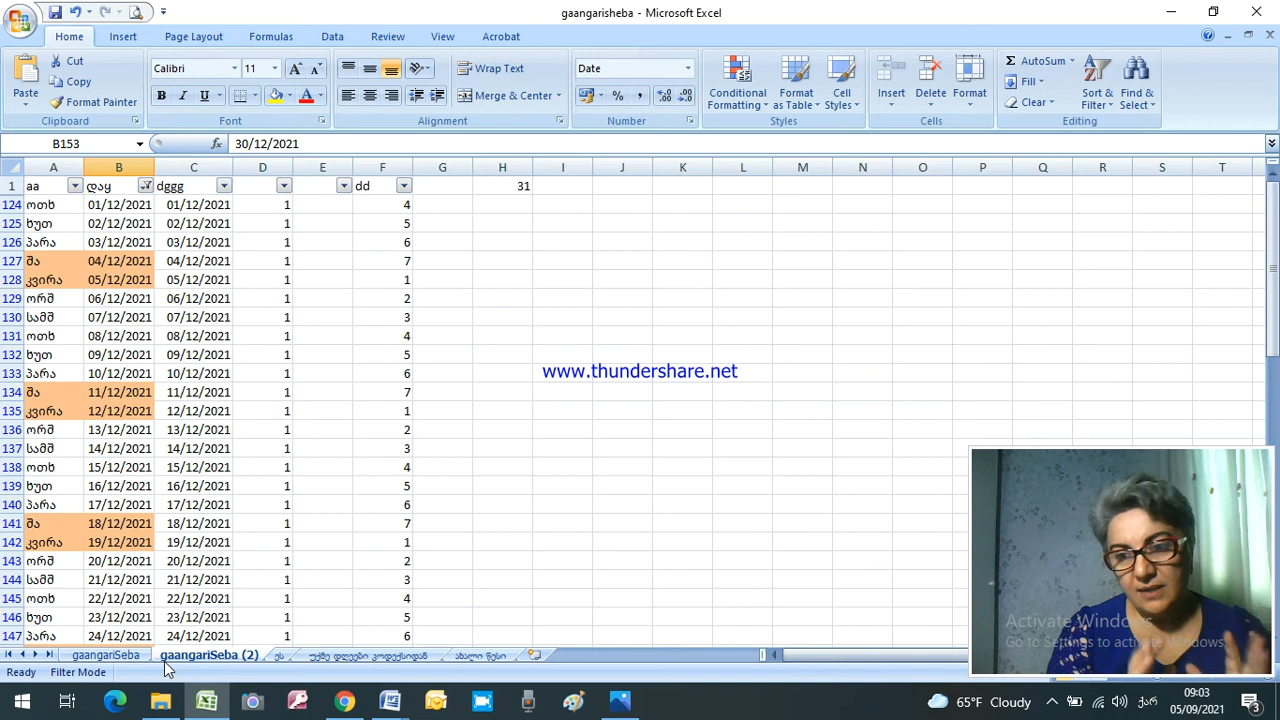 gaangarisheba - Microsoft Excel
Home Insert Page Layout Formulas Data Review View Acrobat
Paste Cut Copy Format Painter Clipboard
Calibri 11 B I U Font
Wrap Text Merge & Center Alignment
Date % , Number
Conditional Formatting Format as Table Cell Styles Styles
Insert Delete Format Cells
AutoSum Fill Clear Sort & Filter Find & Select Editing
B153 fx 30/12/2021
A B C D E F G H I J K L M N O P Q R S T
1 aa დაყ dggg dd 31
124 ოთხ 01/12/2021 01/12/2021 1 4
125 ხუთ 02/12/2021 02/12/2021 1 5
126 პარა 03/12/2021 03/12/2021 1 6
127 შა 04/12/2021 04/12/2021 1 7
128 კვირა 05/12/2021 05/12/2021 1 1
129 ორშ 06/12/2021 06/12/2021 1 2
130 სამშ 07/12/2021 07/12/2021 1 3
131 ოთხ 08/12/2021 08/12/2021 1 4
132 ხუთ 09/12/2021 09/12/2021 1 5
133 პარა 10/12/2021 10/12/2021 1 6
www.thundershare.net
134 შა 11/12/2021 11/12/2021 1 7
135 კვირა 12/12/2021 12/12/2021 1 1
136 ორშ 13/12/2021 13/12/2021 1 2
137 სამშ 14/12/2021 14/12/2021 1 3
138 ოთხ 15/12/2021 15/12/2021 1 4
139 ხუთ 16/12/2021 16/12/2021 1 5
140 პარა 17/12/2021 17/12/2021 1 6
141 შა 18/12/2021 18/12/2021 1 7
142 კვირა 19/12/2021 19/12/2021 1 1
143 ორშ 20/12/2021 20/12/2021 1 2
144 სამშ 21/12/2021 21/12/2021 1 3
145 ოთხ 22/12/2021 22/12/2021 1 4
146 ხუთ 23/12/2021 23/12/2021 1 5
147 პარა 24/12/2021 24/12/2021 1 6
Activate Windows
Go to Settings to activate Windows.
gaangariSeba gaangariSeba (2) ეს უქმე დღეები კოდექსიდან ახალი წესი
Ready Filter Mode
65°F Cloudy ქარ 09:03
05/09/2021 3